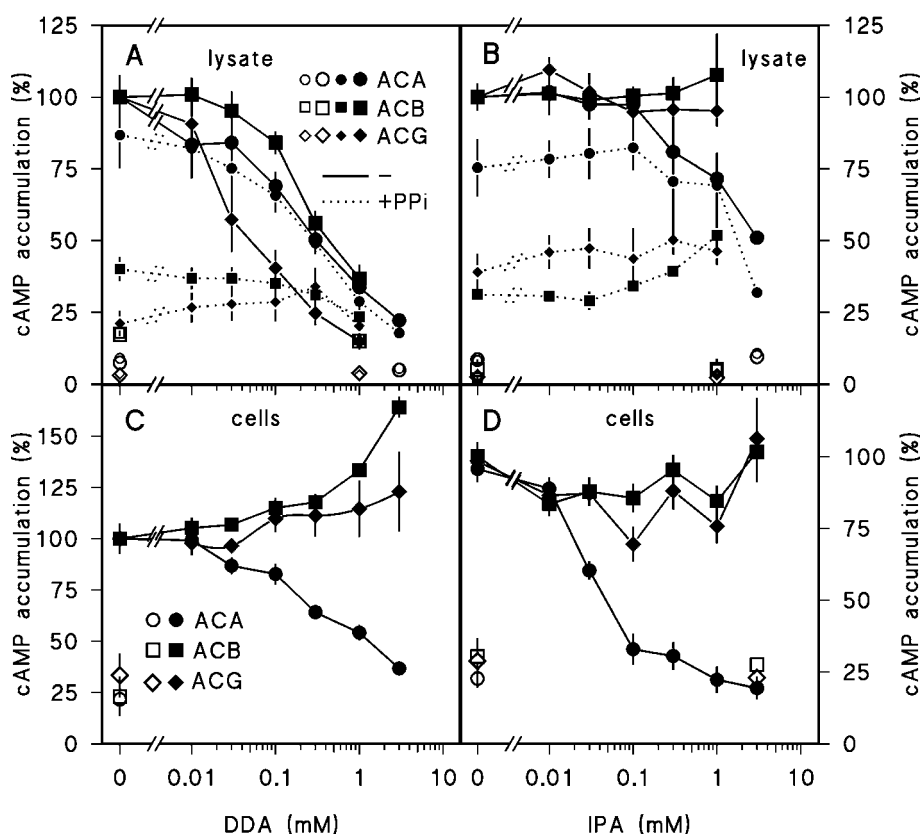 A
lysate
ACA
ACB
ACG
–
+PPi
125
100
75
50
25
0
cAMP accumulation (%)
B
lysate
125
100
75
50
25
0
cAMP accumulation (%)
C
cells
ACA
ACB
ACG
150
125
100
75
50
25
0
cAMP accumulation (%)
0 0.01 0.1 1 10
DDA (mM)
D
cells
100
75
50
25
0
cAMP accumulation (%)
0 0.01 0.1 1 10
IPA (mM)